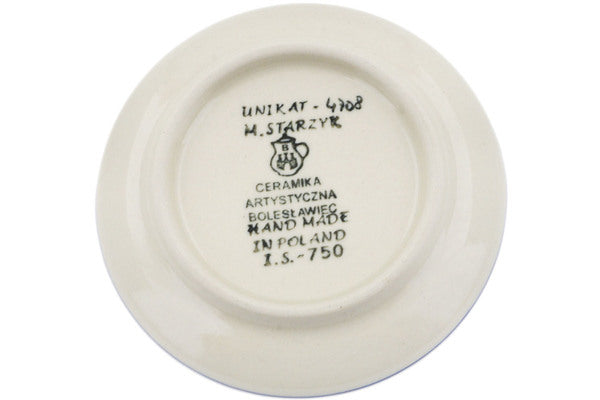 UNIKAT - 4708
M. STARZYK
B
CERAMIKA
ARTYSTYCZNA
BOLESŁAWIEC
HAND MADE
IN POLAND
I.S.-750